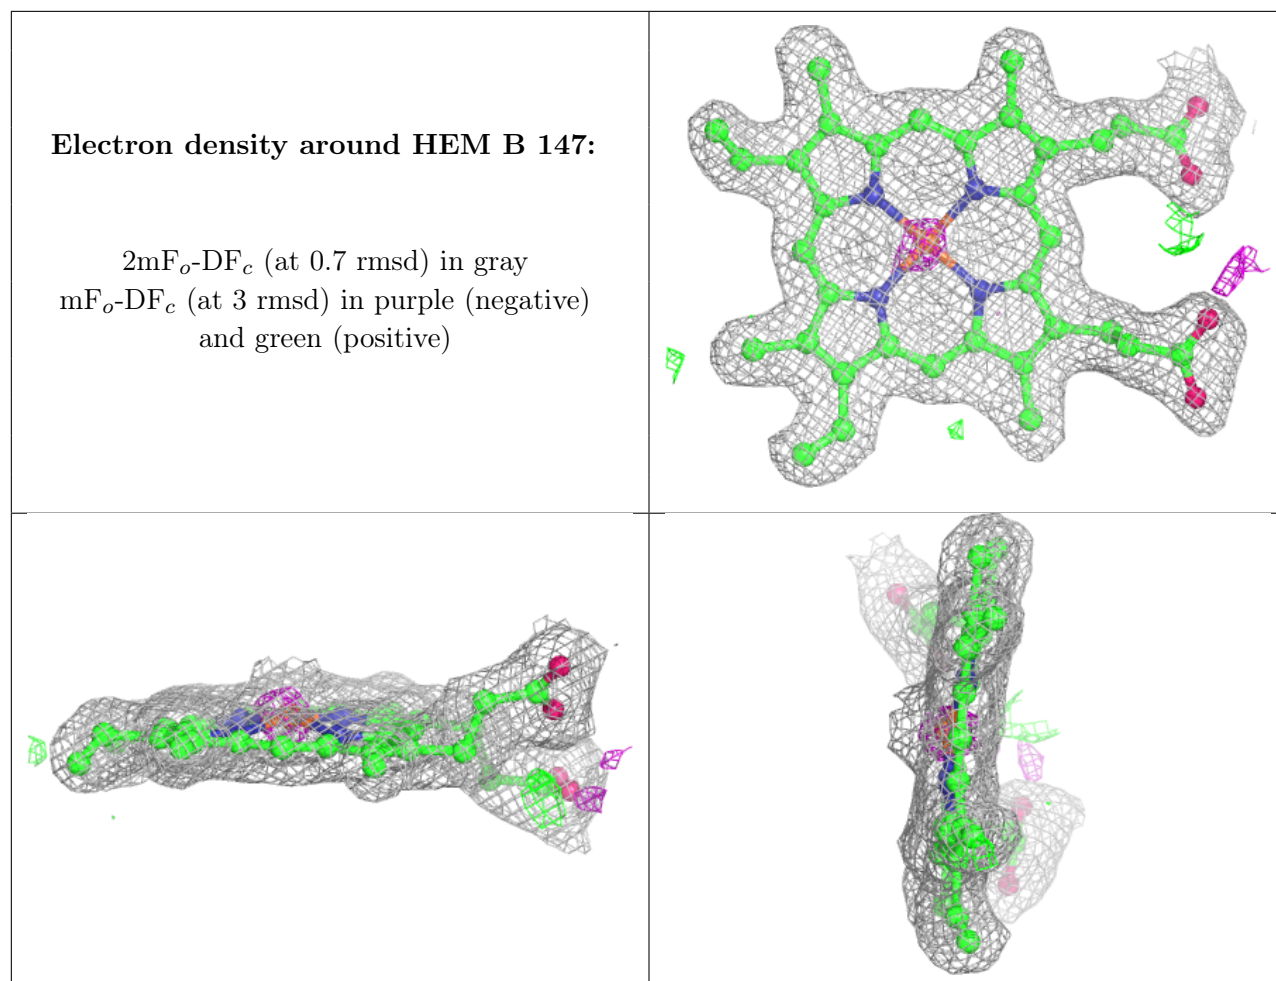 Electron density around HEM B 147:
2mFo-DFc (at 0.7 rmsd) in gray
mFo-DFc (at 3 rmsd) in purple (negative)
and green (positive)